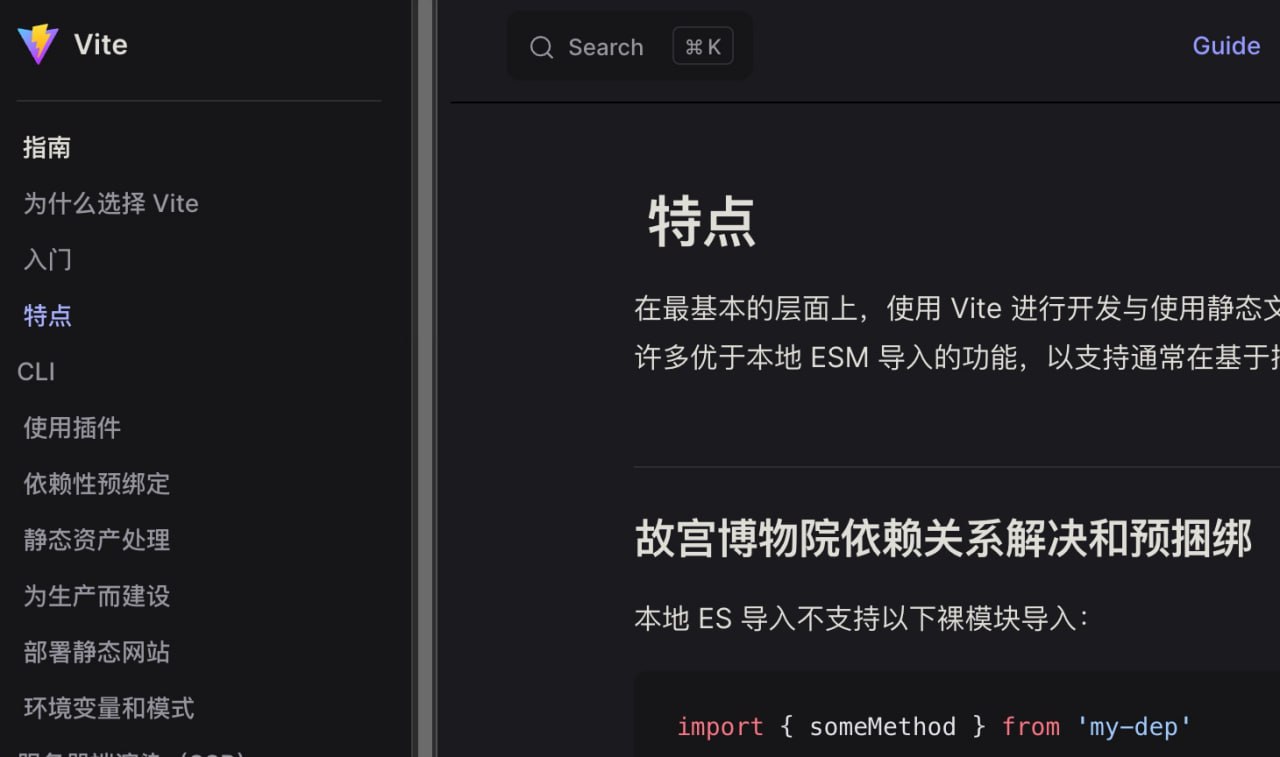 Vite
指南
为什么选择 Vite
入门
特点
CLI
使用插件
依赖性预绑定
静态资产处理
为生产而建设
部署静态网站
环境变量和模式
Search ⌘ K
Guide
特点
在最基本的层面上，使用 Vite 进行开发与使用静态文
许多优于本地 ESM 导入的功能，以支持通常在基于
故宫博物院依赖关系解决和预捆绑
本地 ES 导入不支持以下裸模块导入：
import { someMethod } from 'my-dep'